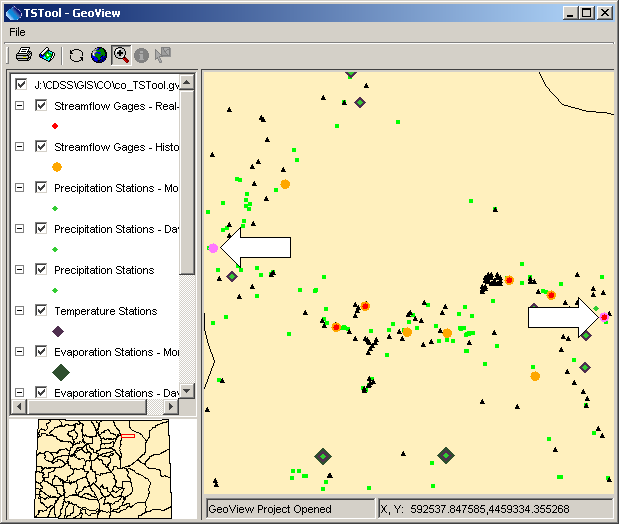 TSTool - GeoView
File
J:\CDSS\GIS\CO\co_TSTool.gv
Streamflow Gages - Real-
Streamflow Gages - Histo
Precipitation Stations - Mo
Precipitation Stations - Da
Precipitation Stations
Temperature Stations
Evaporation Stations - Mo
Evaporation Stations - Da
GeoView Project Opened
X, Y: 592537.847585,4459334.355268